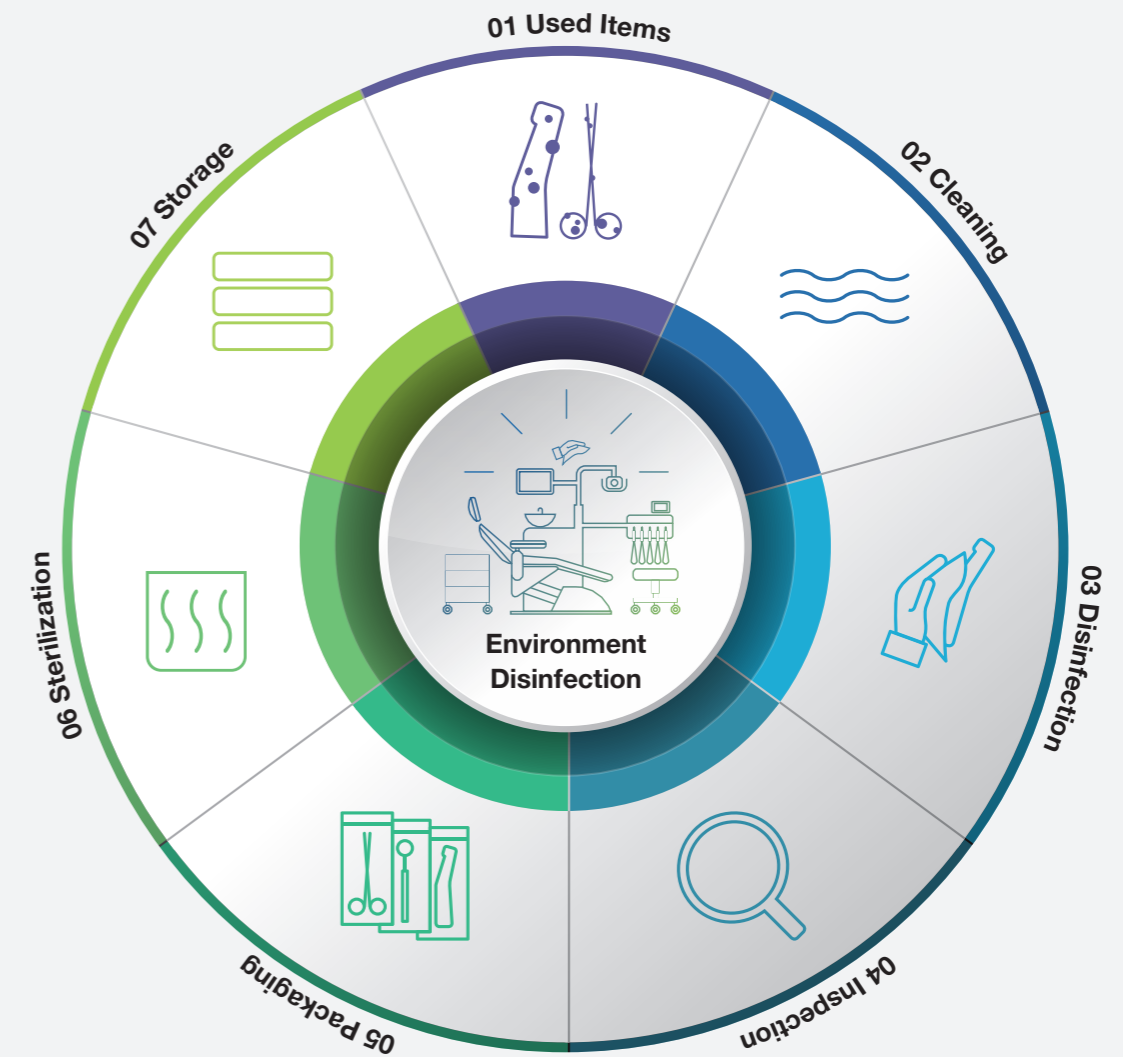 01 Used Items
02 Cleaning
03 Disinfection
04 Inspection
05 Packaging
06 Sterilization
07 Storage
Environment
Disinfection